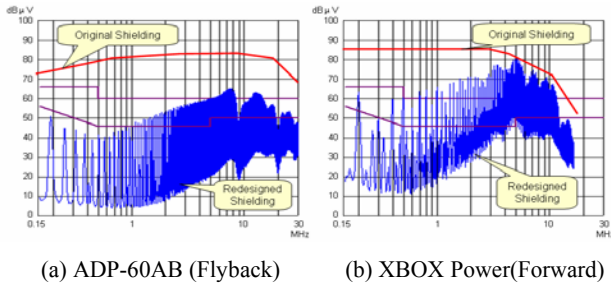 dBµV
100
90
80
70
60
50
40
30
20
10
0
0.15
1
10
30
MHz
Original Shielding
Redesigned
Shielding
(a) ADP-60AB (Flyback)
dBµV
100
90
80
70
60
50
40
30
20
10
0
0.15
1
10
30
MHz
Original Shielding
Redesigned
Shielding
(b) XBOX Power(Forward)